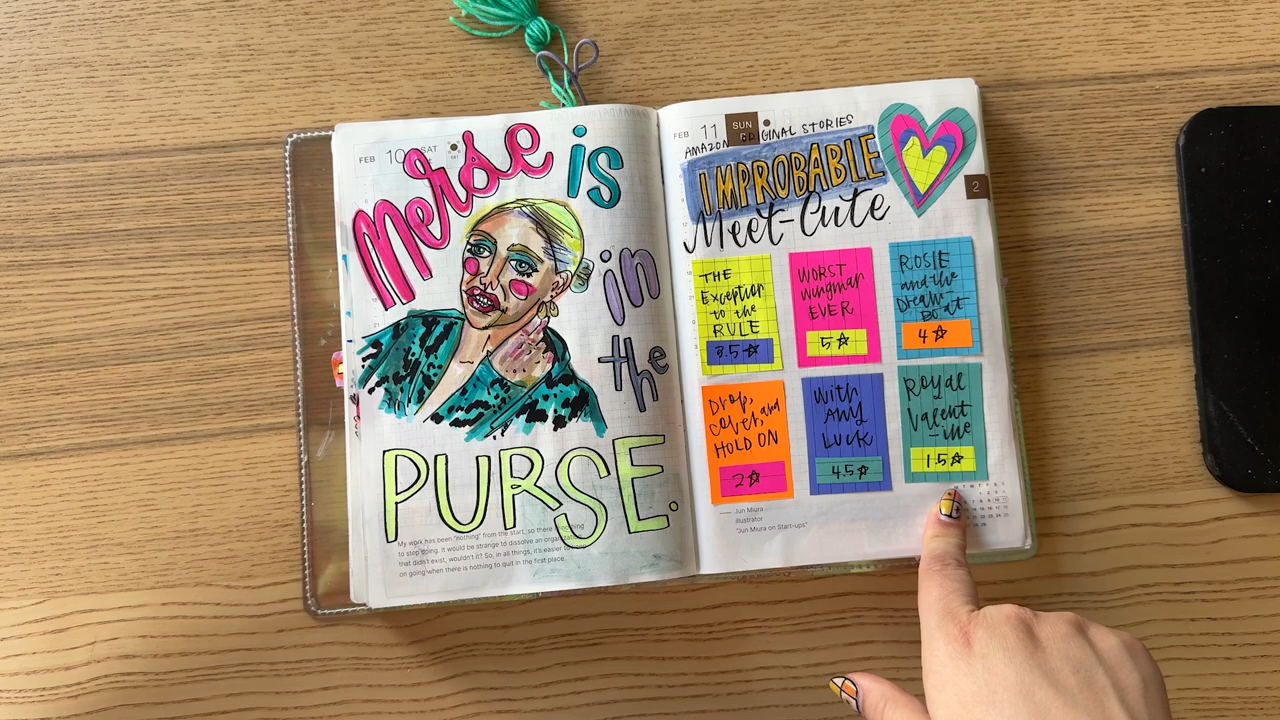 FEB 10 SAT
Merse is
in
the
PURSE.
My work has been "nothing" from the start, so there is nothing
to stop doing. It would be strange to dissolve an organization
that didn't exist, wouldn't it? So, in all things, it's easier to keep
on going when there is nothing to quit in the first place.
FEB 11 SUN
AMAZON ORIGINAL STORIES
IMPROBABLE
Meet-Cute
2
THE
Exception
to the
RULE
3.5☆
WORST
Wingman
EVER
5☆
ROSIE
and the
Dream
Boat
4☆
Drop,
cover, and
HOLD ON
2☆
With
ANY
LUCK
4.5☆
ROYAL
Valent
-ine
1.5☆
Jun Miura
illustrator
"Jun Miura on Start-ups"